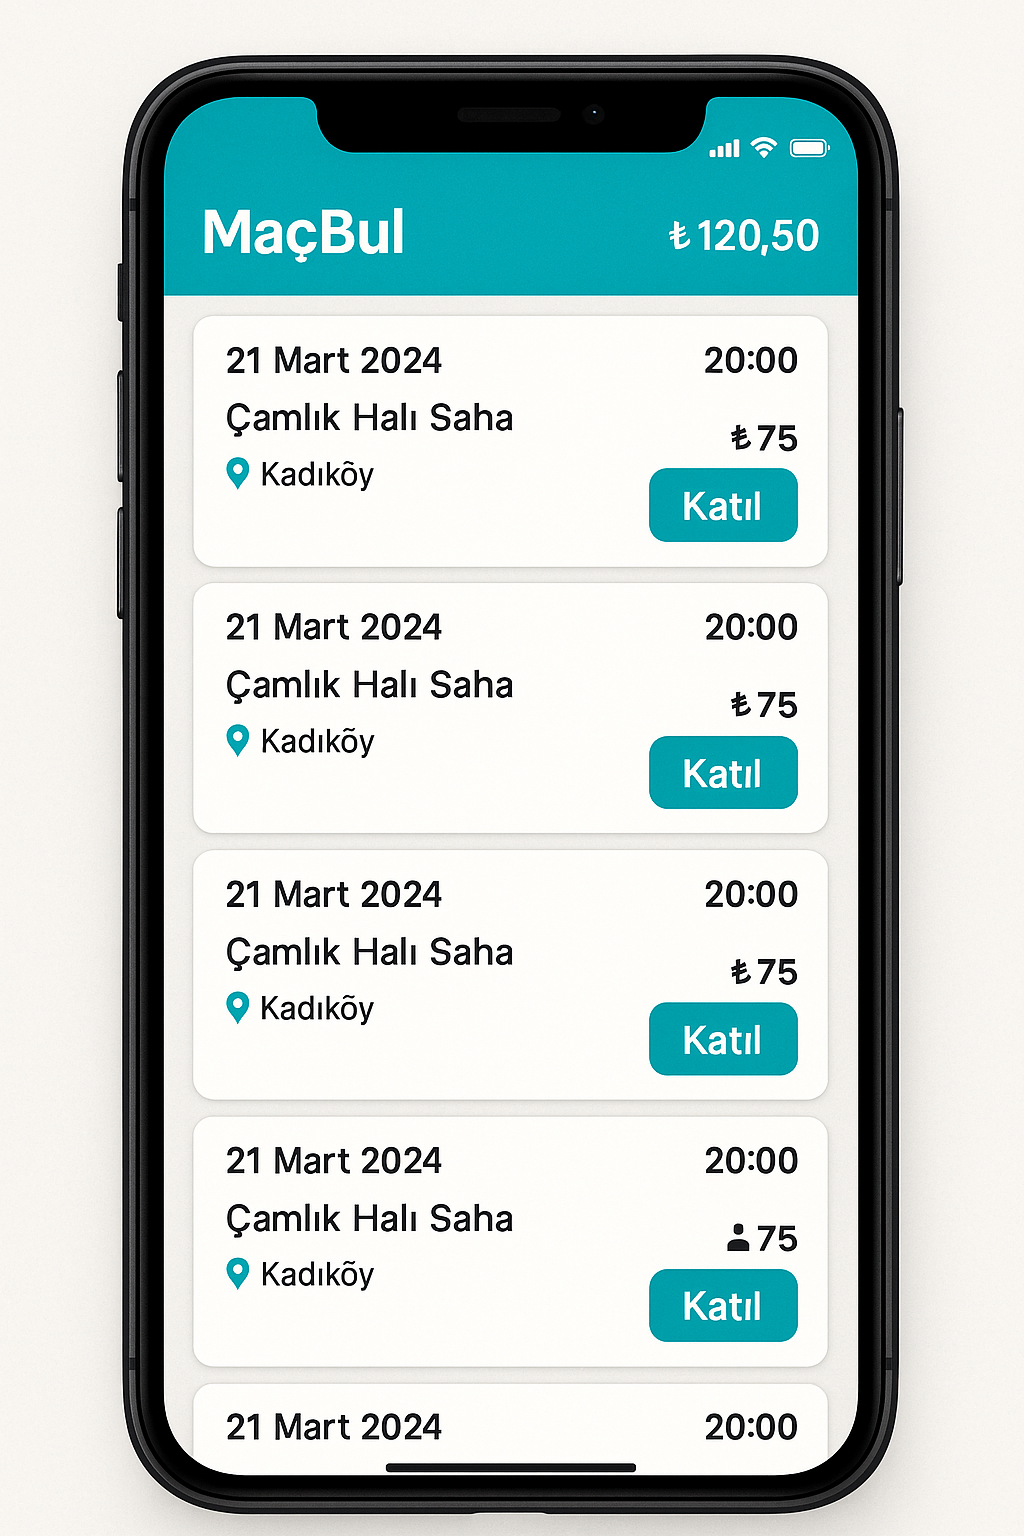 MaçBul
₺120,50
21 Mart 2024
20:00
Çamlık Halı Saha
₺75
Kadıkõy
Katıl
21 Mart 2024
20:00
Çamlık Halı Saha
₺75
Kadıkõy
Katıl
21 Mart 2024
20:00
Çamlık Halı Saha
₺75
Kadıkõy
Katıl
21 Mart 2024
20:00
Çamlık Halı Saha
75
Kadıkõy
Katıl
21 Mart 2024
20:00